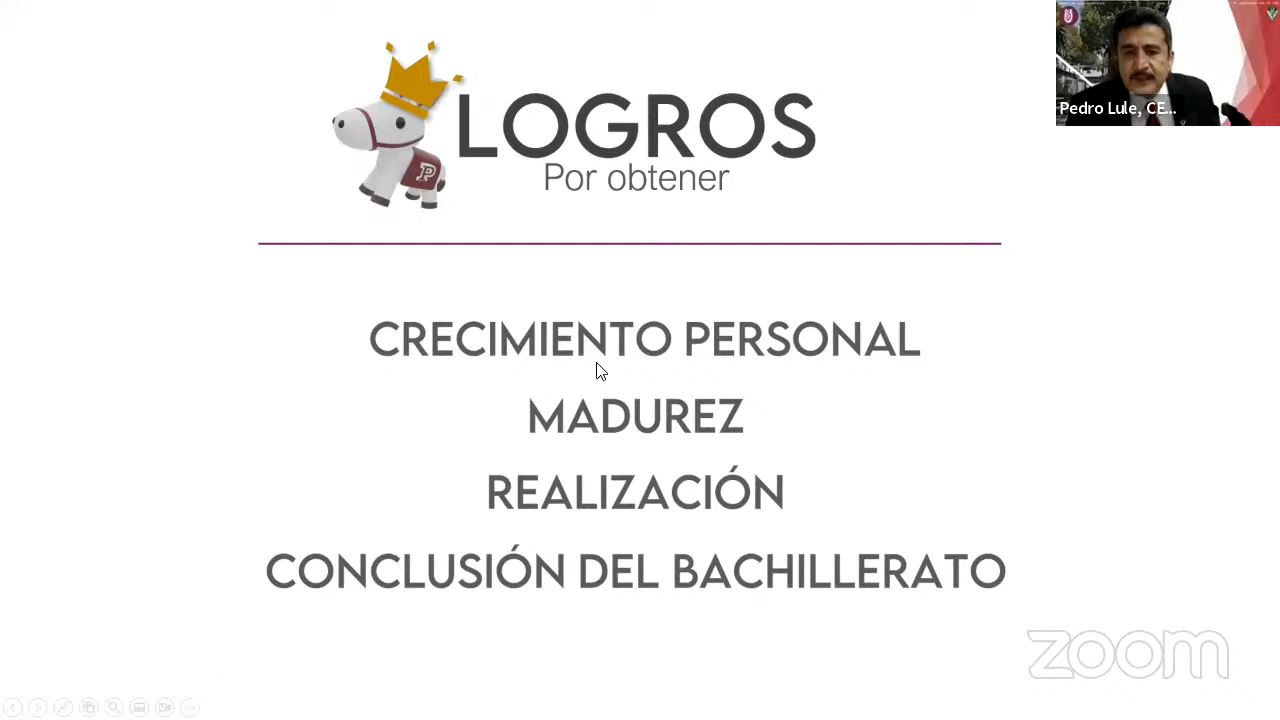 LOGROS
Por obtener
P
CRECIMIENTO PERSONAL
MADUREZ
REALIZACIÓN
CONCLUSIÓN DEL BACHILLERATO
Pedro Lule, CE...
zoom